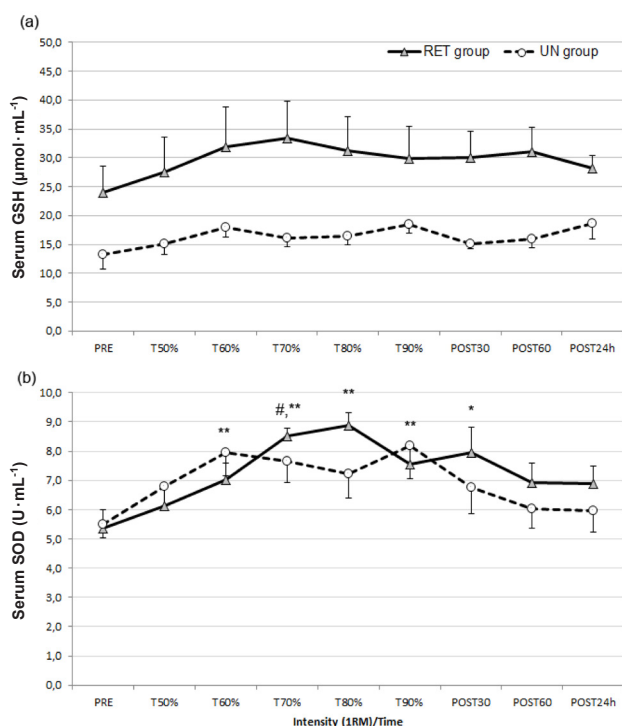 (a)
RET group UN group
Serum GSH (µmol·mL⁻¹)
50,0
45,0
40,0
35,0
30,0
25,0
20,0
15,0
10,0
5,0
0,0
PRE T50% T60% T70% T80% T90% POST30 POST60 POST24h
(b)
Serum SOD (U·mL⁻¹)
10,0
9,0
8,0
7,0
6,0
5,0
4,0
3,0
2,0
1,0
0,0
** #,** ** ** *
PRE T50% T60% T70% T80% T90% POST30 POST60 POST24h
Intensity (1RM)/Time